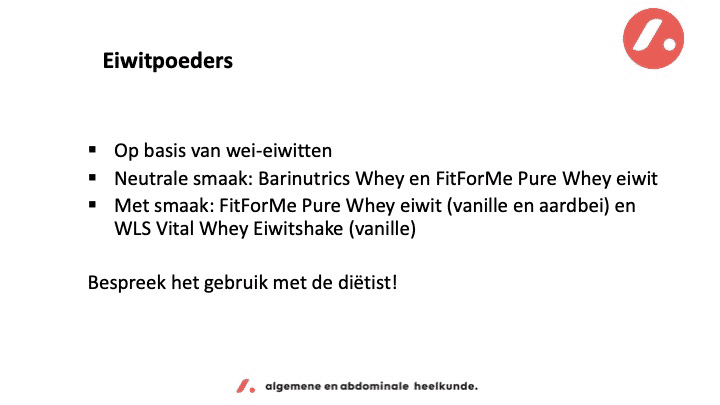 Eiwitpoeders
▪ Op basis van wei-eiwitten
▪ Neutrale smaak: Barinutrics Whey en FitForMe Pure Whey eiwit
▪ Met smaak: FitForMe Pure Whey eiwit (vanille en aardbei) en
WLS Vital Whey Eiwitshake (vanille)
Bespreek het gebruik met de diëtist!
algemene en abdominale heelkunde.